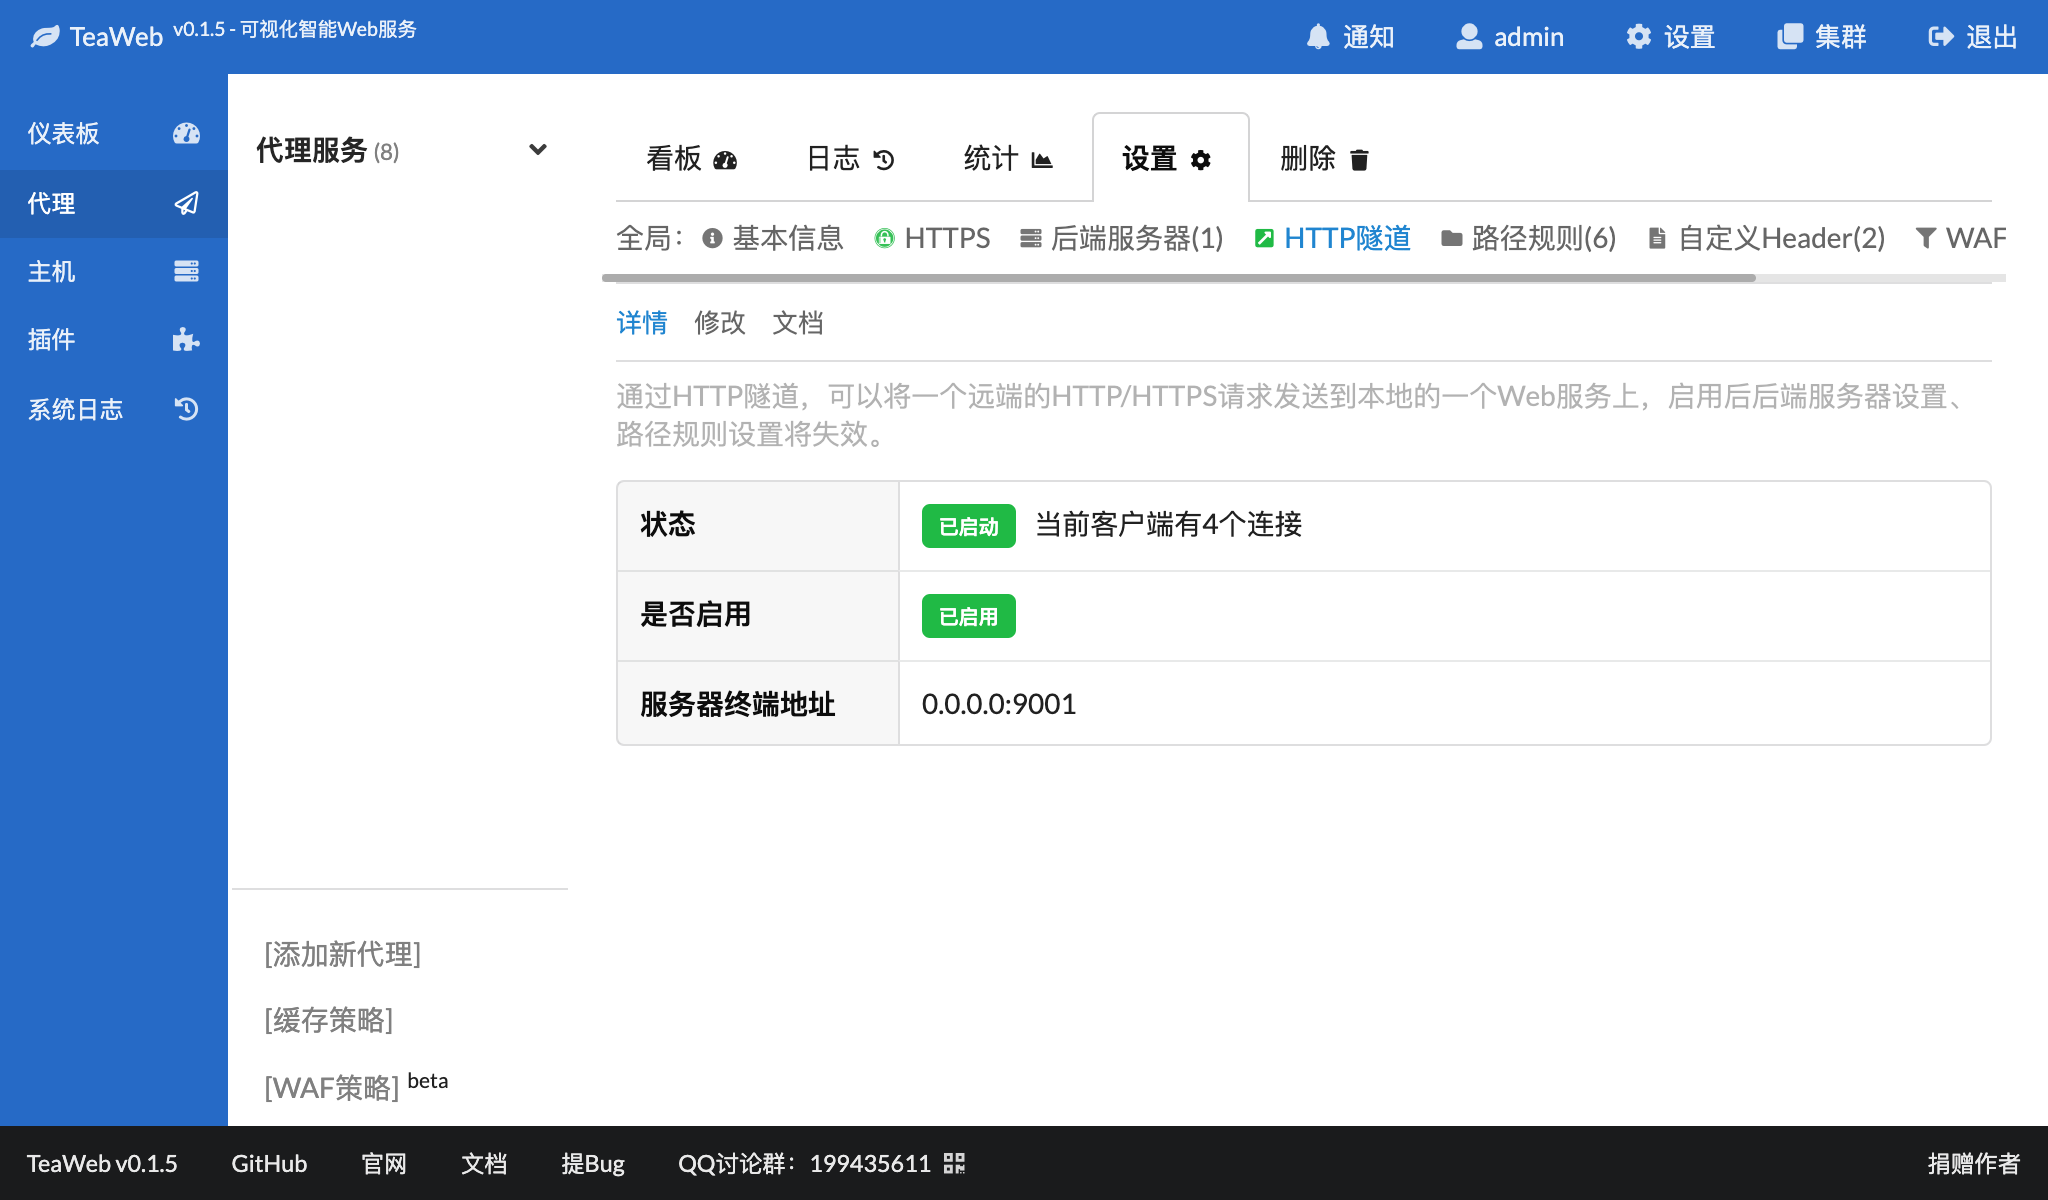 TeaWeb v0.1.5 - 可视化智能Web服务
通知 admin 设置 集群 退出
仪表板
代理
主机
插件
系统日志
代理服务 (8)
看板 日志 统计 设置 删除
全局： 基本信息 HTTPS 后端服务器(1) HTTP隧道 路径规则(6) 自定义Header(2) WAF
详情 修改 文档
通过HTTP隧道，可以将一个远端的HTTP/HTTPS请求发送到本地的一个Web服务上，启用后后端服务器设置、
路径规则设置将失效。
状态 已启动 当前客户端有4个连接
是否启用 已启用
服务器终端地址 0.0.0.0:9001
[添加新代理]
[缓存策略]
[WAF策略] beta
TeaWeb v0.1.5 GitHub 官网 文档 提Bug QQ讨论群：199435611 捐赠作者